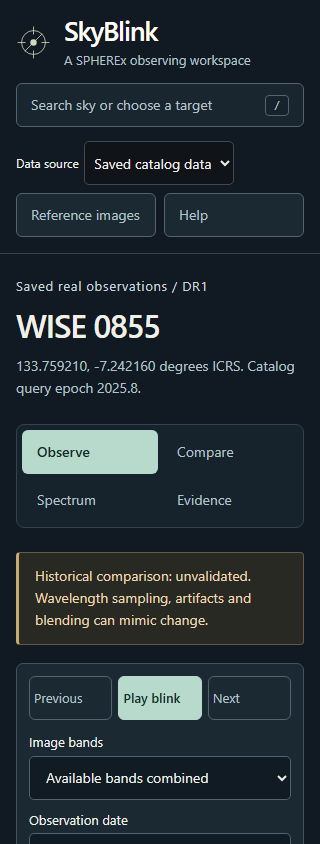 SkyBlink
A SPHEREx observing workspace
Search sky or choose a target /
Data source Saved catalog data
Reference images Help
Saved real observations / DR1
WISE 0855
133.759210, -7.242160 degrees ICRS. Catalog
query epoch 2025.8.
Observe Compare
Spectrum Evidence
Historical comparison: unvalidated.
Wavelength sampling, artifacts and
blending can mimic change.
Previous Play blink Next
Image bands
Available bands combined
Observation date